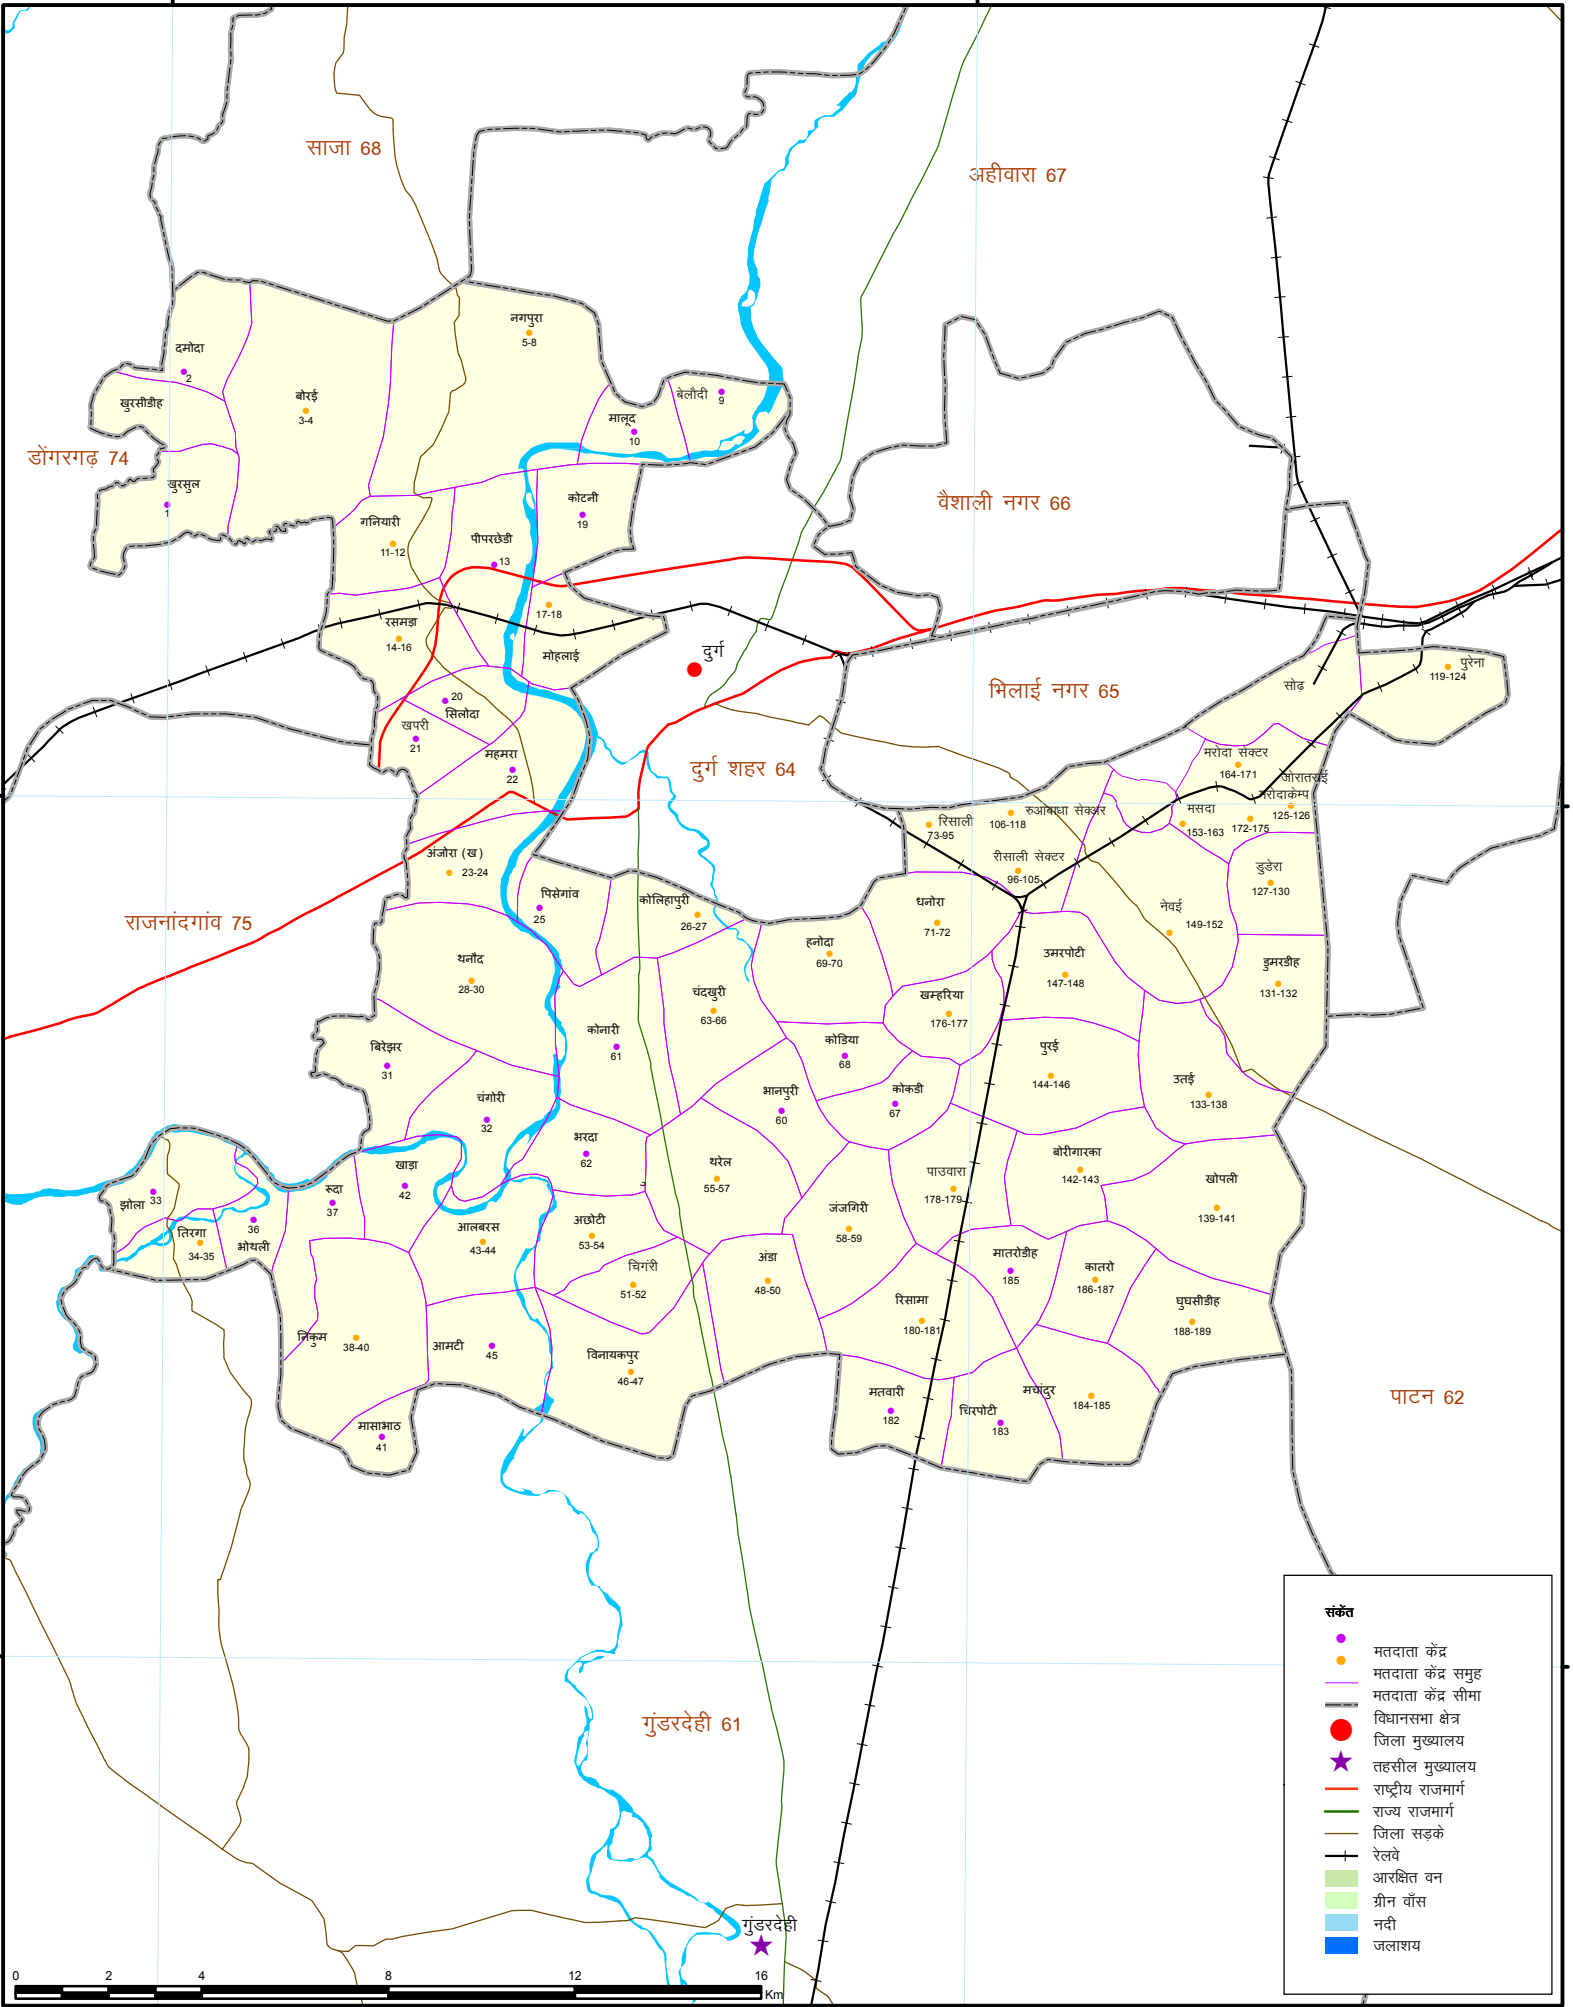 साजा 68
अहीवारा 67
नगपुरा
5-8
दमोदा
2
खुरसीडीह
बोरई
3-4
बेलौदी
9
मालूद
10
डोंगरगढ़ 74
खुरसुल
1
वैशाली नगर 66
कोटनी
19
गनियारी
11-12
पीपरछेडी
13
17-18
रसमड़ा
14-16
मोहलाई
दुर्ग
भिलाई नगर 65
सोढ़
पुरेना
119-124
20
सिलोदा
खपरी
21
महमरा
22
दुर्ग शहर 64
मरोदा सेक्टर
164-171
जोरातराई
मरोदाकेम्प
125-126
मसदा
153-163
172-175
रिसाली
73-95
रुआबाधा सेक्अर
106-118
रीसाली सेक्टर
96-105
अंजोरा (ख)
23-24
डुडेरा
127-130
पिसेगांव
25
कोलिहापुरी
26-27
धनोरा
71-72
नेवई
149-152
राजनांदगांव 75
हनोदा
69-70
उमरपोटी
147-148
डुमरडीह
131-132
थनौद
28-30
चंदखुरी
63-66
खम्हरिया
176-177
कोनारी
61
बिरेझर
31
कोडिया
68
पुरई
144-146
उतई
133-138
चंगोरी
32
भानपुरी
60
कोकडी
67
भरदा
62
थरेल
55-57
पाउवारा
178-179
बोरीगारका
142-143
खोपली
139-141
खाड़ा
42
रूदा
37
झोला
33
तिरगा
34-35
36
भोथली
आलबरस
43-44
अछोटी
53-54
जंजगिरी
58-59
अंडा
48-50
चिगंरी
51-52
मातरोडीह
185
कातरो
186-187
घुघसीडीह
188-189
रिसामा
180-181
निकुम
38-40
आमटी
45
विनायकपुर
46-47
मतवारी
182
चिरपोटी
183
मचांदुर
184-185
पाटन 62
मासाभाठ
41
गुंडरदेही 61
गुंडरदेही
संकेंत
मतदाता केंद्र
मतदाता केंद्र समुह
मतदाता केंद्र सीमा
विधानसभा क्षेत्र
जिला मुख्यालय
तहसील मुख्यालय
राष्ट्रीय राजमार्ग
राज्य राजमार्ग
जिला सड़के
रेलवे
आरक्षित वन
ग्रीन वॉस
नदी
जलाशय
0 2 4 8 12 16
Km